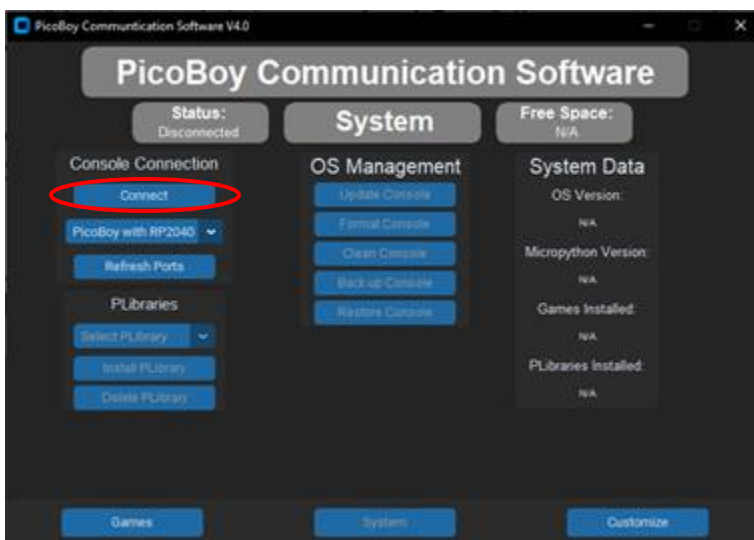 PicoBoy Communtication Software V4.0
PicoBoy Communication Software
Status:
Disconnected
System
Free Space:
N/A
Console Connection
Connect
PicoBoy with RP2040
Refresh Ports
PLibraries
Select PLibrary
Install PLibrary
Delete PLibrary
OS Management
Update Console
Format Console
Clean Console
Back up Console
Restore Console
System Data
OS Version:
N/A
Micropython Version:
N/A
Games Installed:
N/A
PLibraries Installed:
N/A
Games
System
Customize